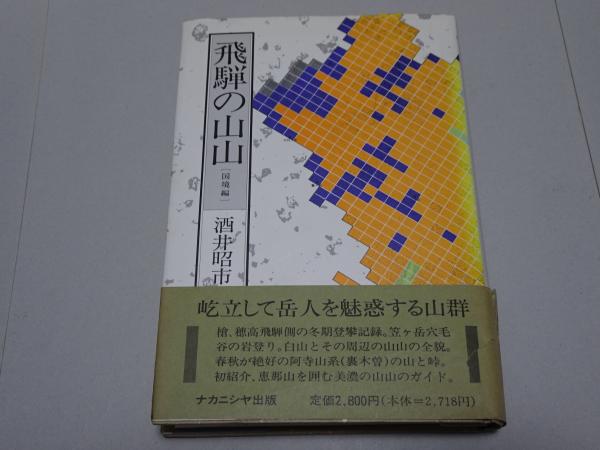 飛騨の山山
［国境編］
酒井昭市
屹立して岳人を魅惑する山群
槍、穂高飛騨側の冬期登攀記録。笠ヶ岳穴毛
谷の岩登り。白山とその周辺の山山の全貌。
春秋が絶好の阿寺山系(裏木曽)の山と峠。
初紹介、恵那山を囲む美濃の山山のガイド。
ナカニシヤ出版 定価2,800円(本体=2,718円)